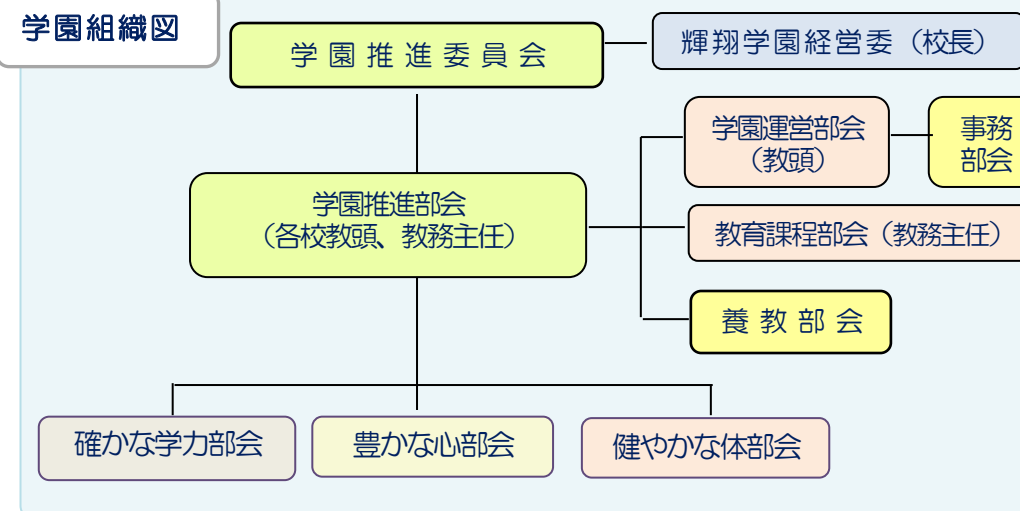 学園組織図
学園推進委員会
輝翔学園経営委（校長）
学園運営部会
（教頭）
事務
部会
学園推進部会
（各校教頭、教務主任）
教育課程部会（教務主任）
養教部会
確かな学力部会
豊かな心部会
健やかな体部会